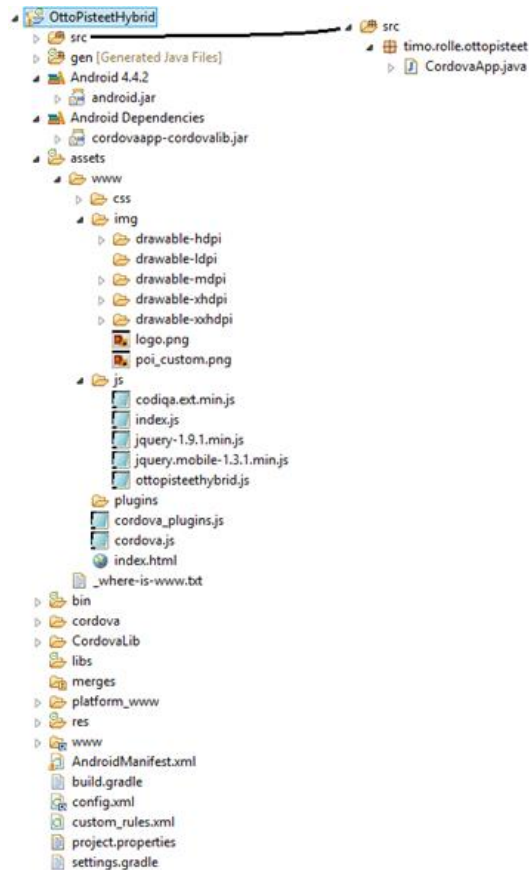 OttoPisteetHybrid
src
gen [Generated Java Files]
Android 4.4.2
android.jar
Android Dependencies
cordovaapp-cordovalib.jar
assets
www
css
img
drawable-hdpi
drawable-ldpi
drawable-mdpi
drawable-xhdpi
drawable-xxhdpi
logo.png
poi_custom.png
js
codiqa.ext.min.js
index.js
jquery-1.9.1.min.js
jquery.mobile-1.3.1.min.js
ottopisteethybrid.js
plugins
cordova_plugins.js
cordova.js
index.html
_where-is-www.txt
bin
cordova
CordovaLib
libs
merges
platform_www
res
www
AndroidManifest.xml
build.gradle
config.xml
custom_rules.xml
project.properties
settings.gradle
src
timo.rolle.ottopisteet
CordovaApp.java